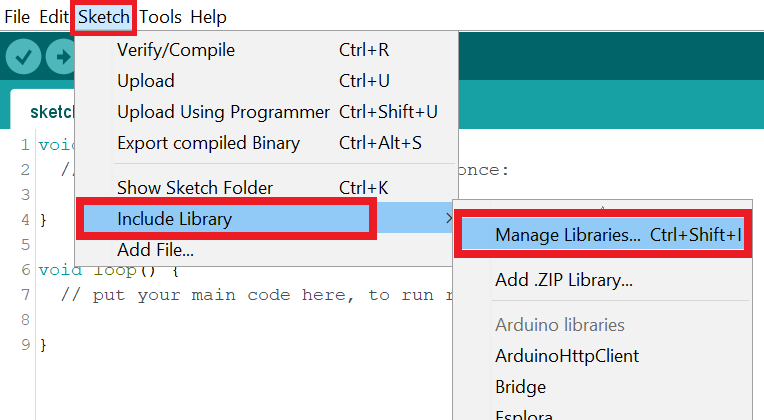 File Edit Sketch Tools Help
Verify/Compile Ctrl+R
Upload Ctrl+U
Upload Using Programmer Ctrl+Shift+U
Export compiled Binary Ctrl+Alt+S
Show Sketch Folder Ctrl+K
Include Library
Add File...
Manage Libraries... Ctrl+Shift+I
Add .ZIP Library...
Arduino libraries
ArduinoHttpClient
Bridge
Esplora
sketch
1 void
2 // once:
3
4 }
5
6 void loop() {
7 // put your main code here, to run r
8
9 }